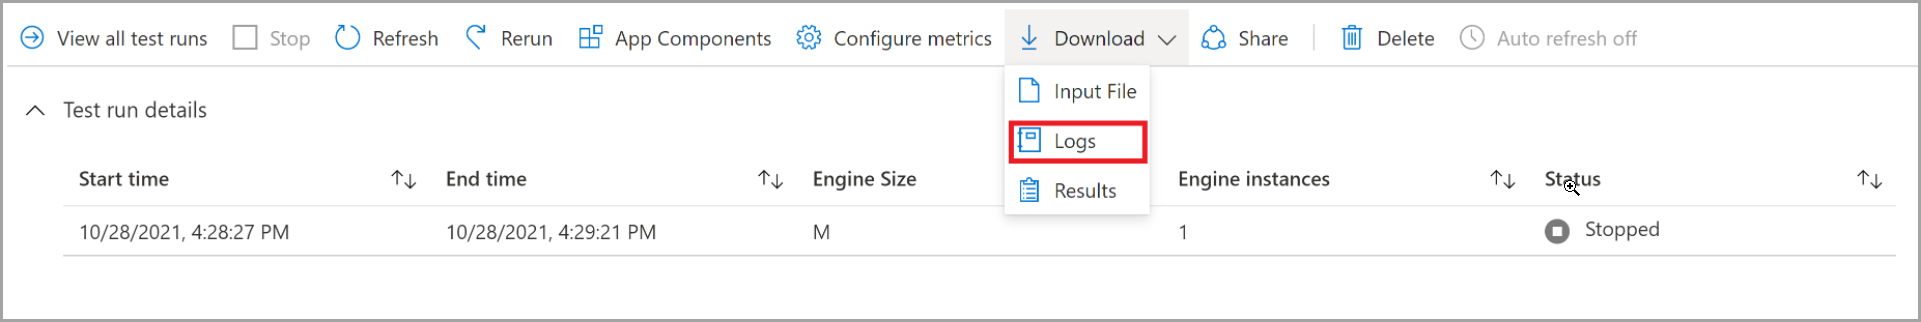 View all test runs Stop Refresh Rerun App Components Configure metrics Download Share Delete Auto refresh off
Input File
Logs
Results
Test run details
Start time End time Engine Size Engine instances Status
10/28/2021, 4:28:27 PM 10/28/2021, 4:29:21 PM M 1 Stopped